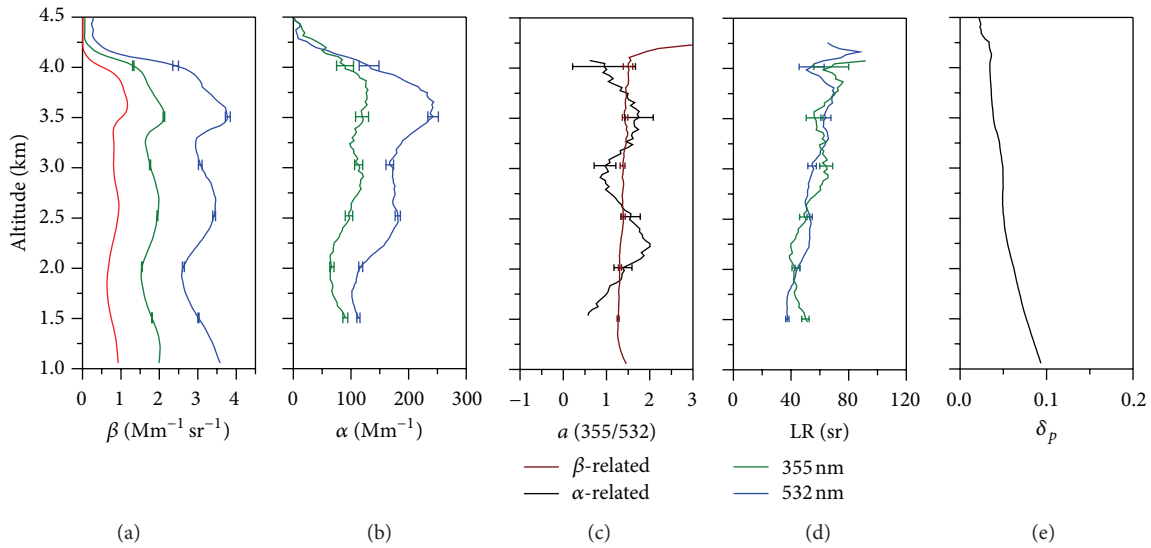 Altitude (km)
4.5
4.0
3.5
3.0
2.5
2.0
1.5
1.0
0 1 2 3 4
0 100 200 300
−1 0 1 2 3
0 40 80 120
0.0 0.1 0.2
β (Mm⁻¹ sr⁻¹)
α (Mm⁻¹)
a (355/532)
LR (sr)
δₚ
β-related
α-related
355 nm
532 nm
(a)
(b)
(c)
(d)
(e)